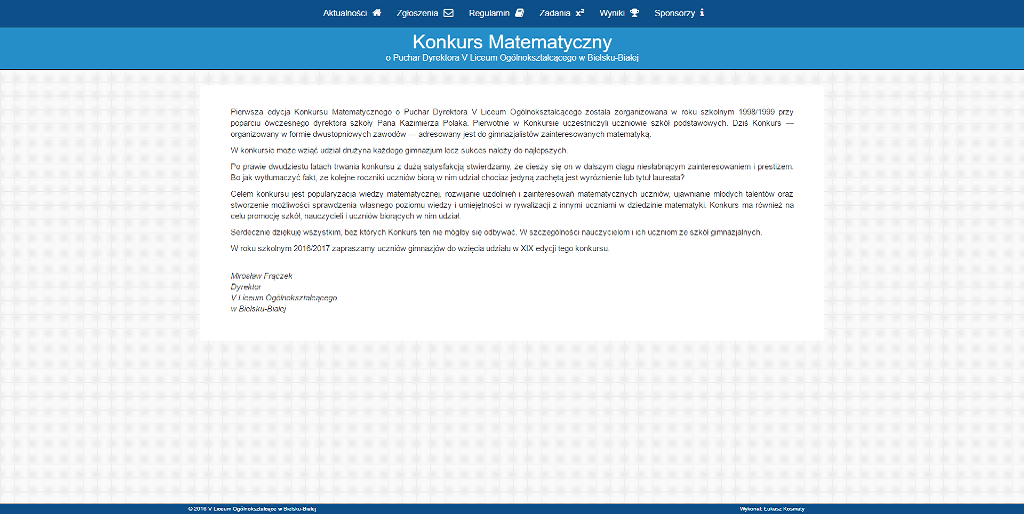 Aktualności Zgłoszenia Regulamin Zadania x² Wyniki Sponsorzy
Konkurs Matematyczny
o Puchar Dyrektora V Liceum Ogólnokształcącego w Bielsku-Białej
Pierwsza edycja Konkursu Matematycznego o Puchar Dyrektora V Liceum Ogólnokształcącego została zorganizowana w roku szkolnym 1998/1999 przy
poparciu ówczesnego dyrektora szkoły Pana Kazimierza Polaka. Pierwotnie w Konkursie uczestniczyli uczniowie szkół podstawowych. Dziś Konkurs —
organizowany w formie dwustopniowych zawodów — adresowany jest do gimnazjalistów zainteresowanych matematyką.
W konkursie może wziąć udział drużyna każdego gimnazjum lecz sukces należy do najlepszych.
Po prawie dwudziestu latach trwania konkursu z dużą satysfakcją stwierdzamy, że cieszy się on w dalszym ciągu niesłabnącym zainteresowaniem i prestiżem.
Bo jak wytłumaczyć fakt, że kolejne roczniki uczniów biorą w nim udział chociaż jedyną zachętą jest wyróżnienie lub tytuł laureata?
Celem konkursu jest popularyzacja wiedzy matematycznej, rozwijanie uzdolnień i zainteresowań matematycznych uczniów, ujawnianie młodych talentów oraz
stworzenie możliwości sprawdzenia własnego poziomu wiedzy i umiejętności w rywalizacji z innymi uczniami w dziedzinie matematyki. Konkurs ma również na
celu promocję szkół, nauczycieli i uczniów biorących w nim udział.
Serdecznie dziękuję wszystkim, bez których Konkurs ten nie mógłby się odbywać. W szczególności nauczycielom i ich uczniom ze szkół gimnazjalnych.
W roku szkolnym 2016/2017 zapraszamy uczniów gimnazjów do wzięcia udziału w XIX edycji tego konkursu.
Mirosław Frączek
Dyrektor
V Liceum Ogólnokształcącego
w Bielsku-Białej
© 2016 V Liceum Ogólnokształcące w Bielsku-Białej Wykonał: Łukasz Kosmaty